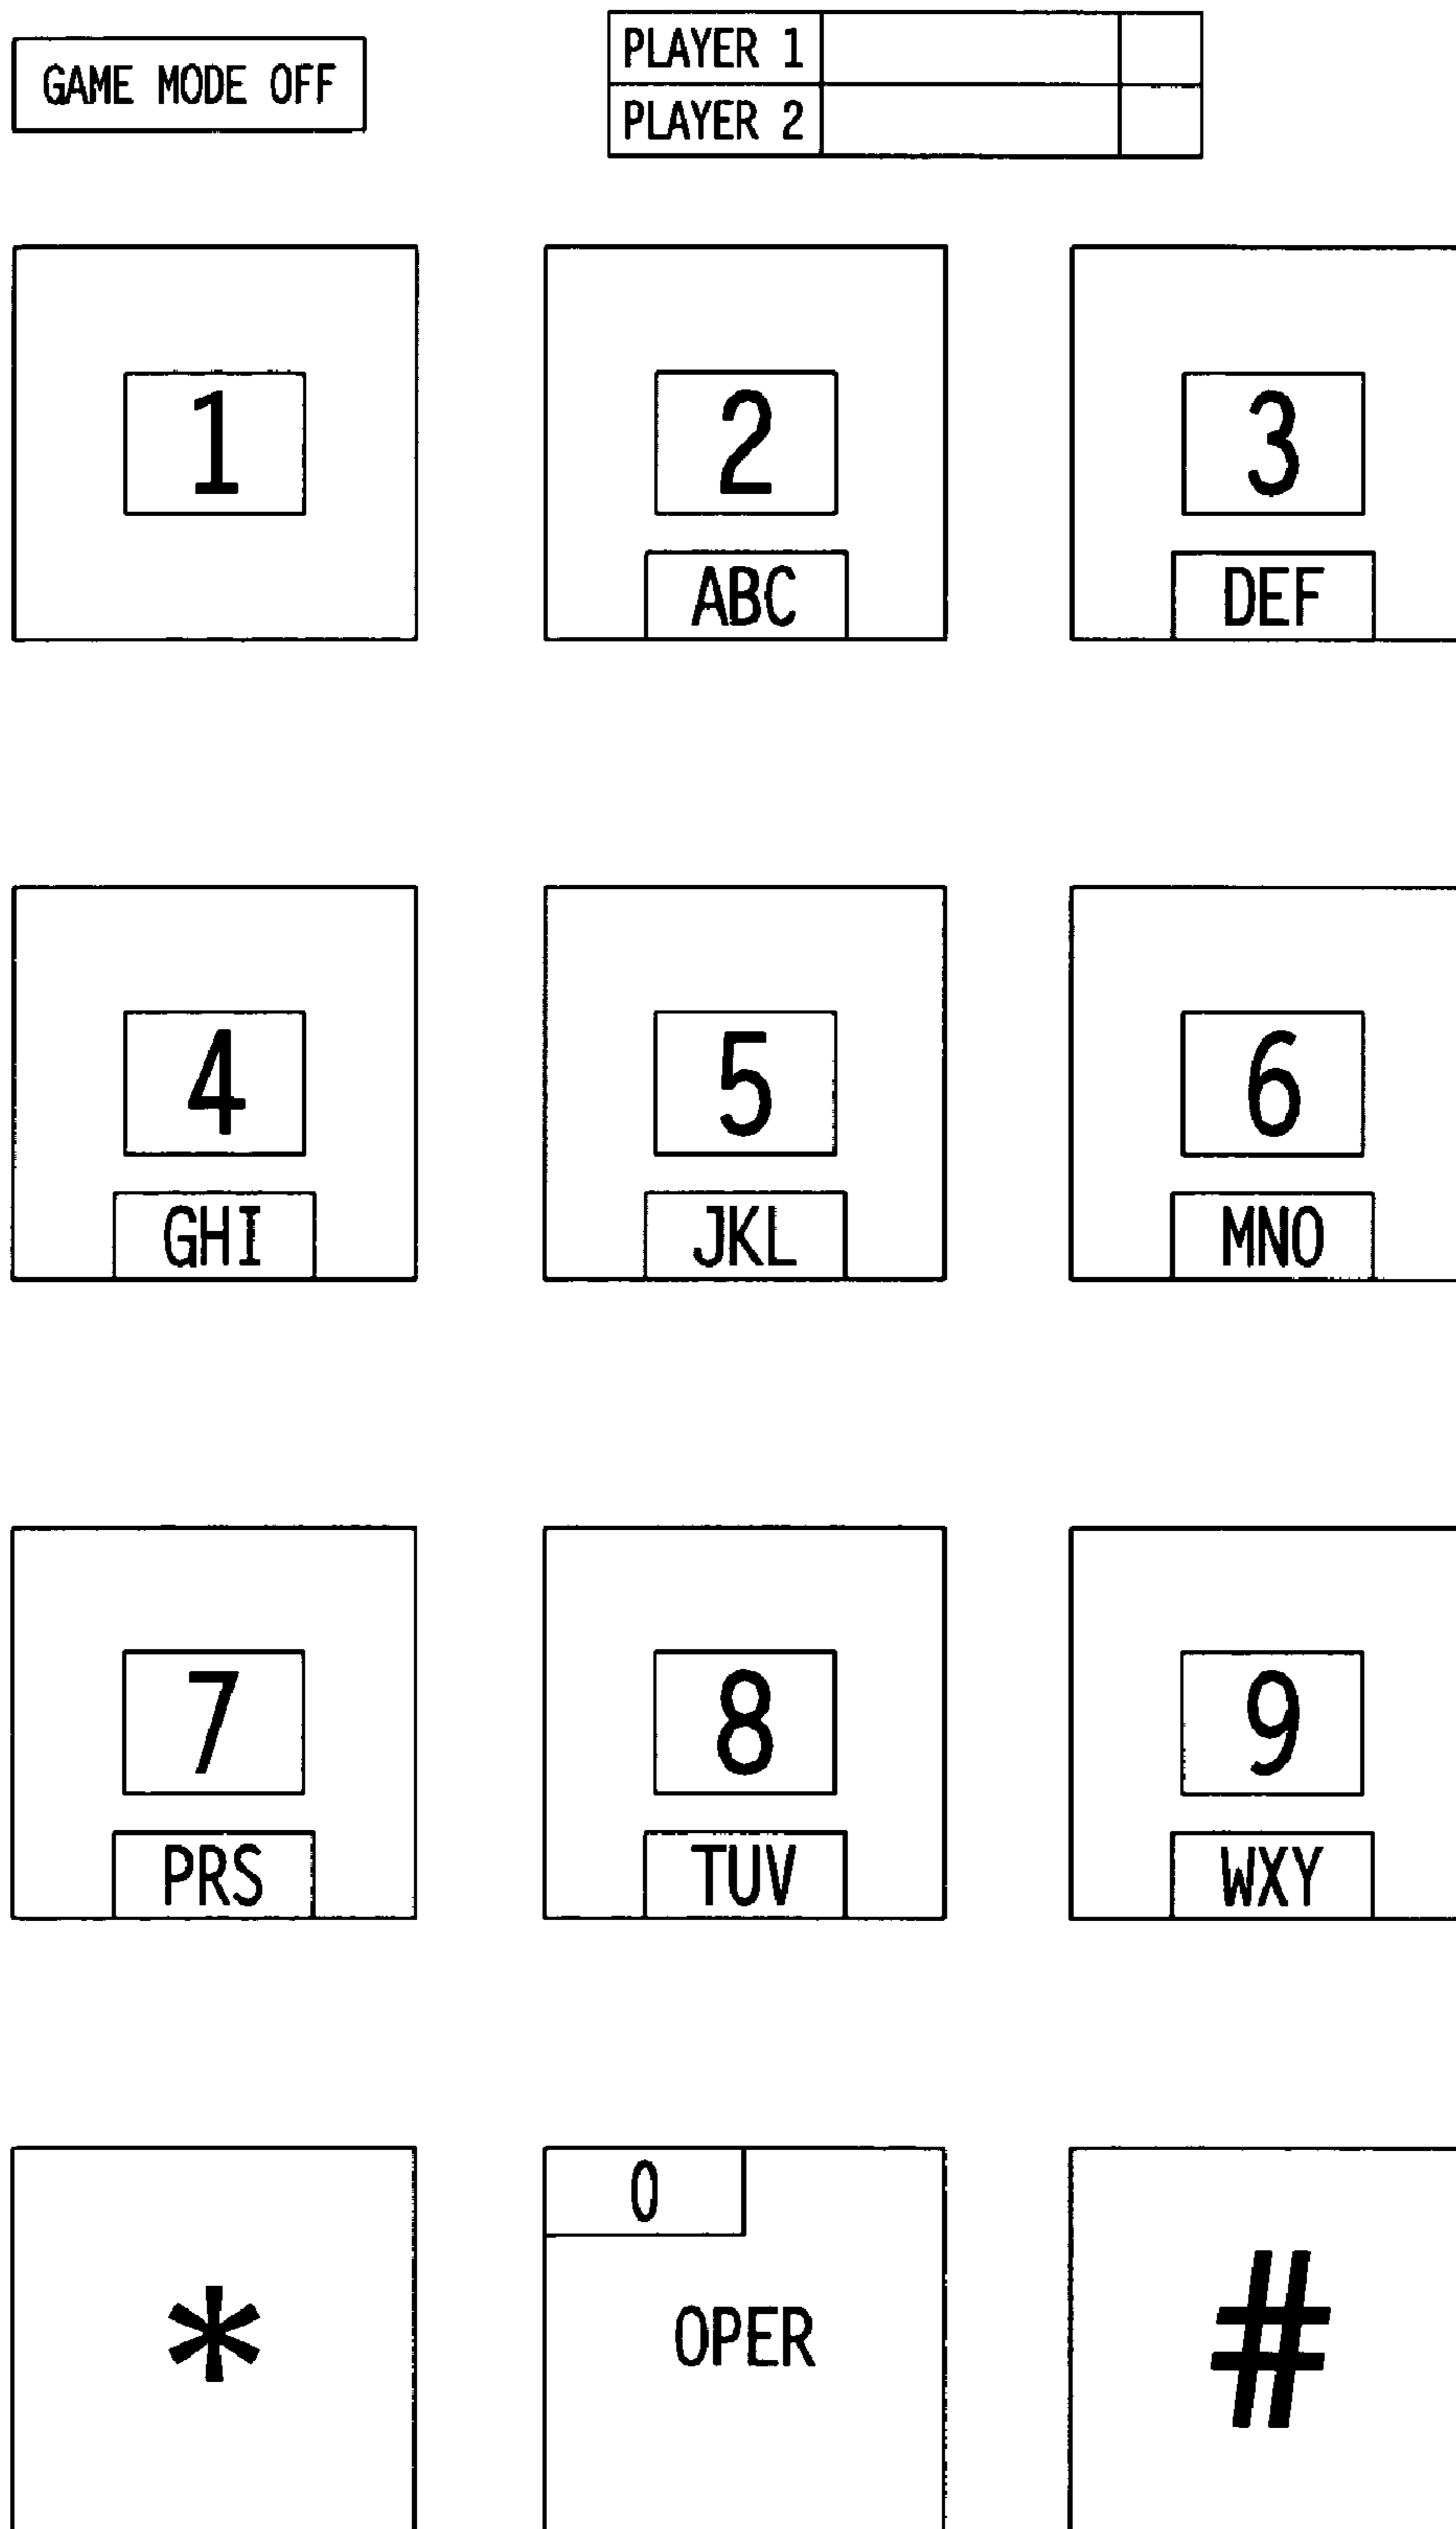 GAME MODE OFF
PLAYER 1
PLAYER 2
1
2
3
ABC
DEF
4
5
6
GHI
JKL
MNO
7
8
9
PRS
TUV
WXY
0
*
OPER
#